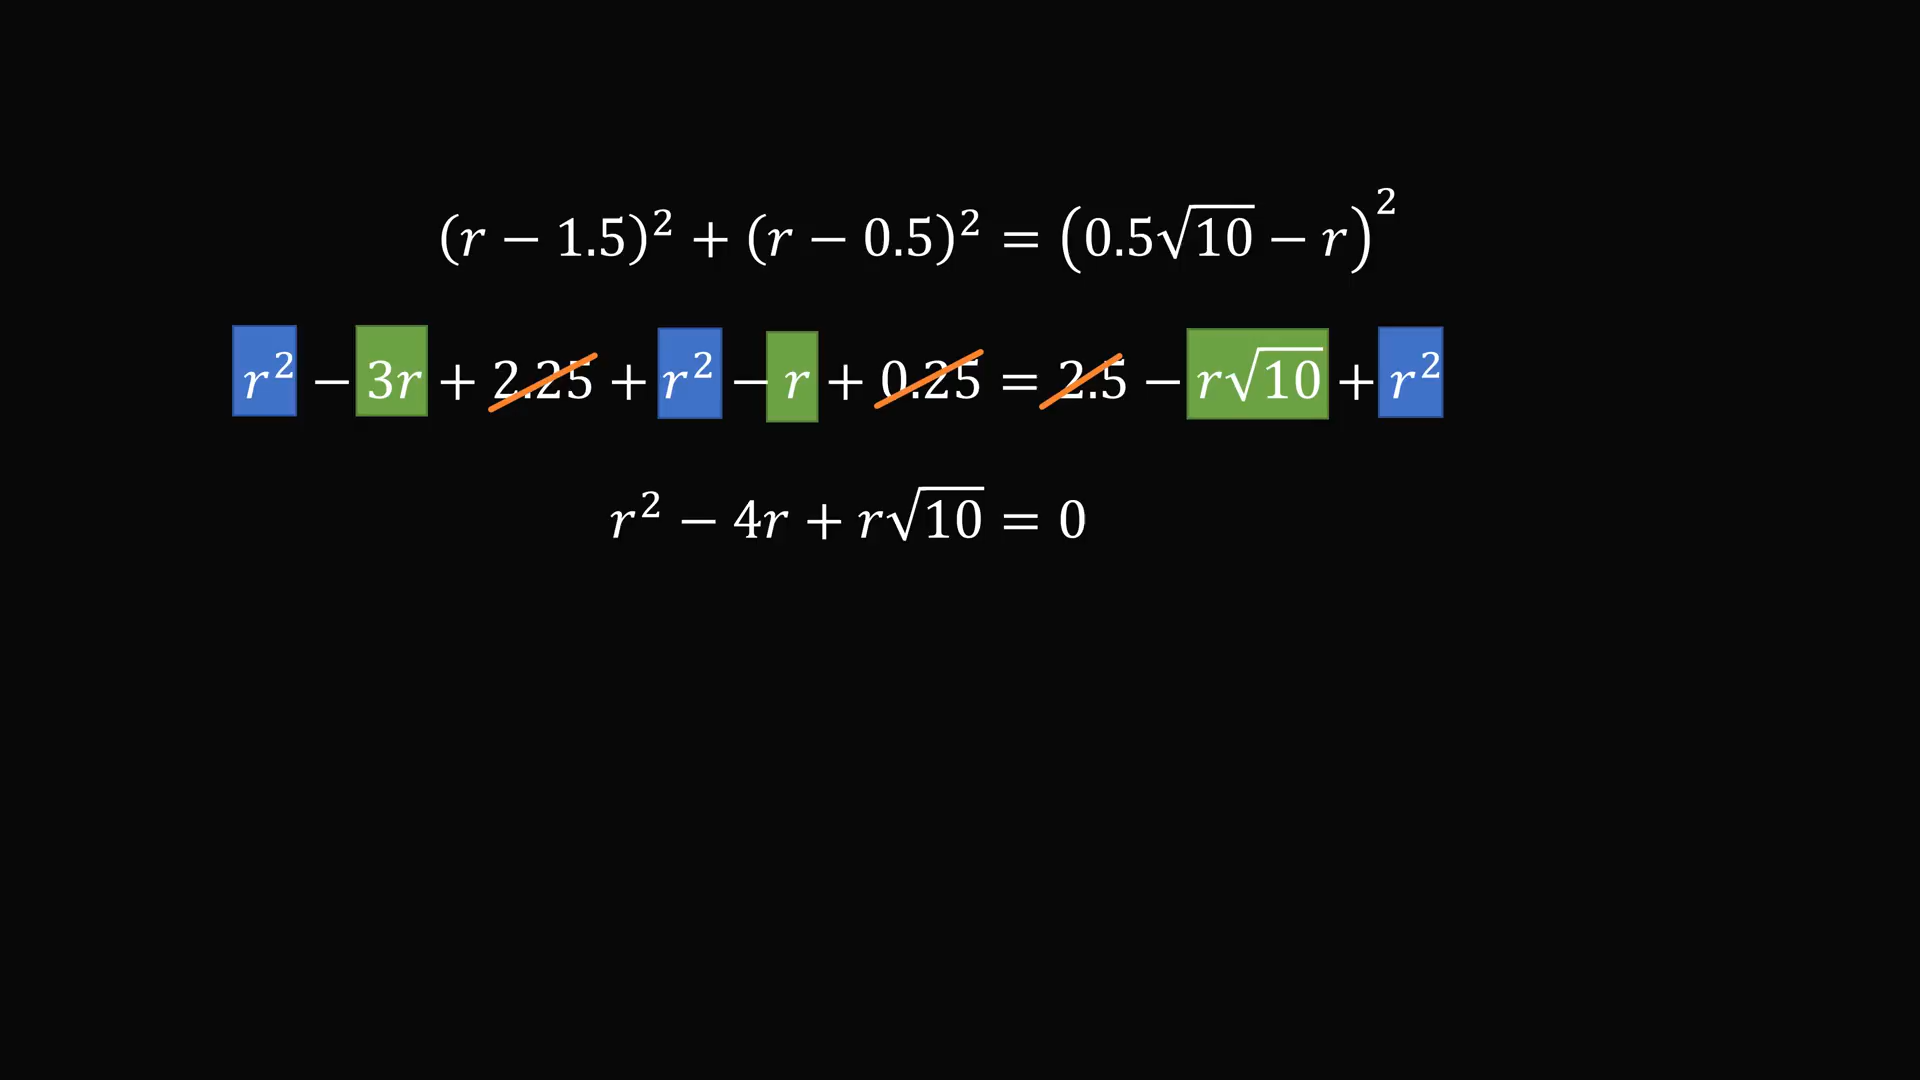 (r − 1.5)² + (r − 0.5)² = (0.5√10 − r)²
r² − 3r + 2.25 + r² − r + 0.25 = 2.5 − r√10 + r²
r² − 4r + r√10 = 0